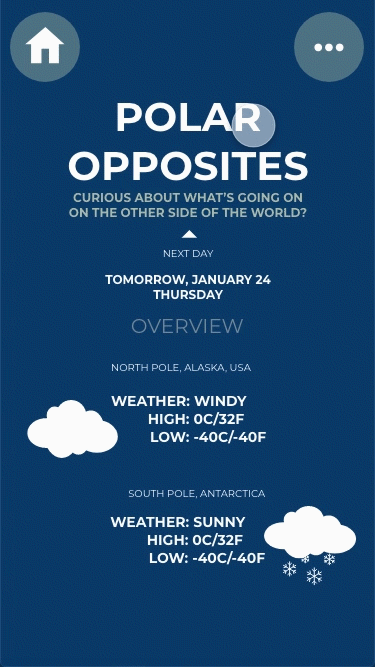 POLAR
OPPOSITES
CURIOUS ABOUT WHAT'S GOING ON
ON THE OTHER SIDE OF THE WORLD?
NEXT DAY
TOMORROW, JANUARY 24
THURSDAY
OVERVIEW
NORTH POLE, ALASKA, USA
WEATHER: WINDY
HIGH: 0C/32F
LOW: -40C/-40F
SOUTH POLE, ANTARCTICA
WEATHER: SUNNY
HIGH: 0C/32F
LOW: -40C/-40F